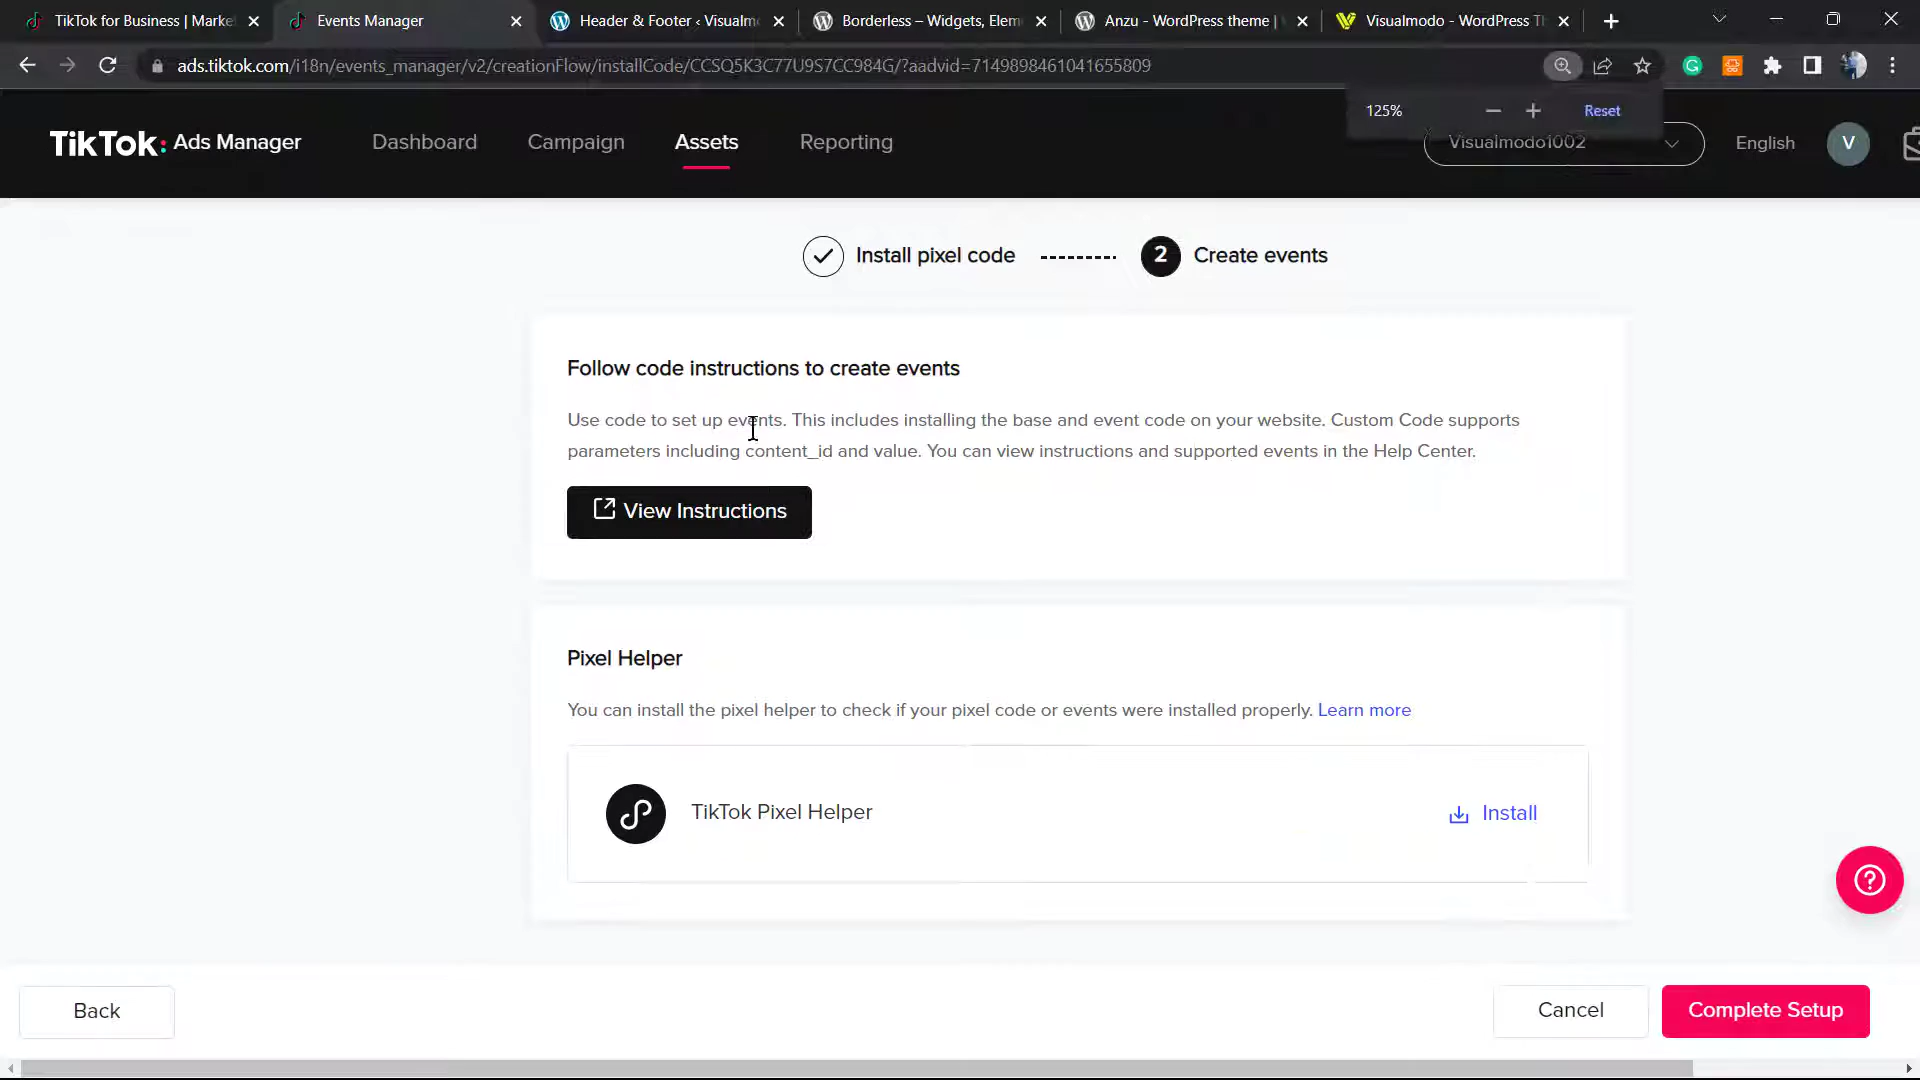 TikTok for Business | Marke
Events Manager
Header & Footer ‹ Visualm
Borderless – Widgets, Elem
Anzu - WordPress theme |
Visualmodo - WordPress Th
ads.tiktok.com/i18n/events_manager/v2/creationFlow/installCode/CCSQ5K3C77U9S7CC984G/?aadvid=7149898461041655809
125%
Reset
TikTok: Ads Manager
Dashboard
Campaign
Assets
Reporting
Visualmodo1002
English
V
Install pixel code
2
Create events
Follow code instructions to create events
Use code to set up events. This includes installing the base and event code on your website. Custom Code supports
parameters including content_id and value. You can view instructions and supported events in the Help Center.
View Instructions
Pixel Helper
You can install the pixel helper to check if your pixel code or events were installed properly. Learn more
TikTok Pixel Helper
Install
Back
Cancel
Complete Setup